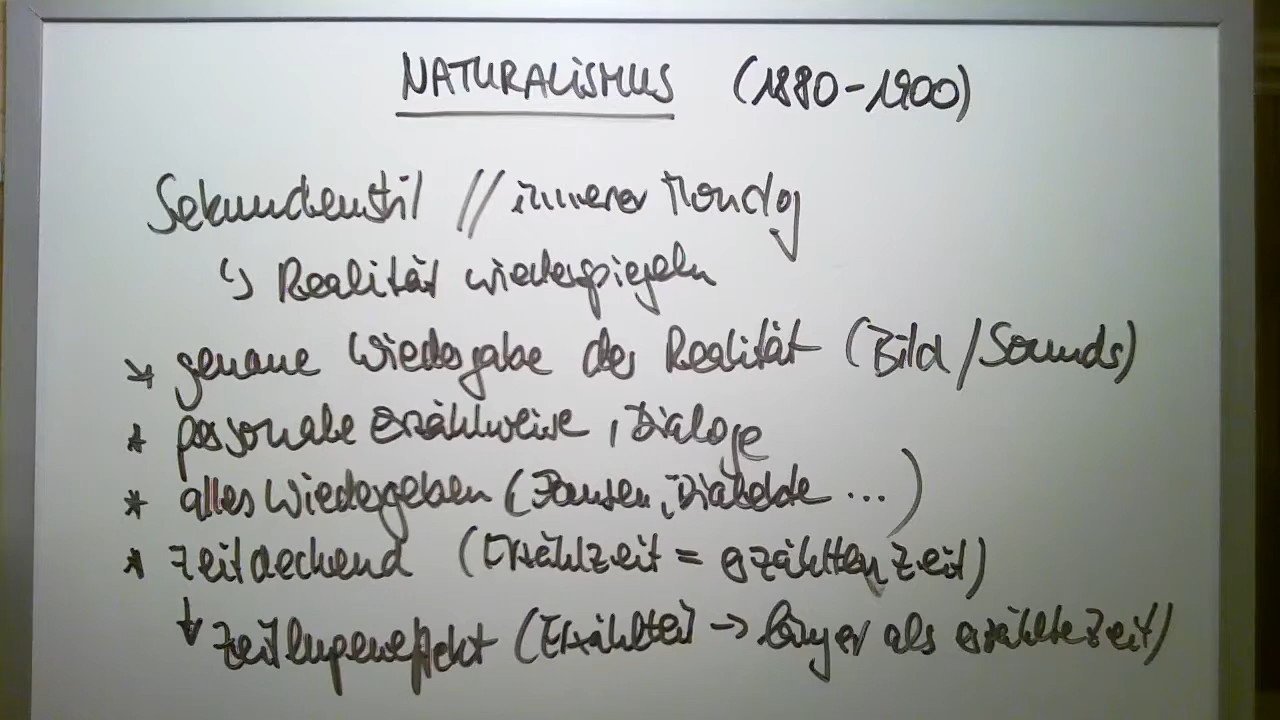 NATURALISMUS (1880-1900)
Sekundenstil // innerer Monolog
↳ Realität wiederspiegeln
* genaue Wiedergabe der Realität (Bild/Sounds)
* personale Erzählweise, Dialoge
* alles Wiedergeben (Pausen, Dialekte ...)
* zeitdeckend (Erzählzeit = erzählten Zeit)
↓ Zeitlupeneffekt (Erzählzeit → länger als erzählte Zeit)